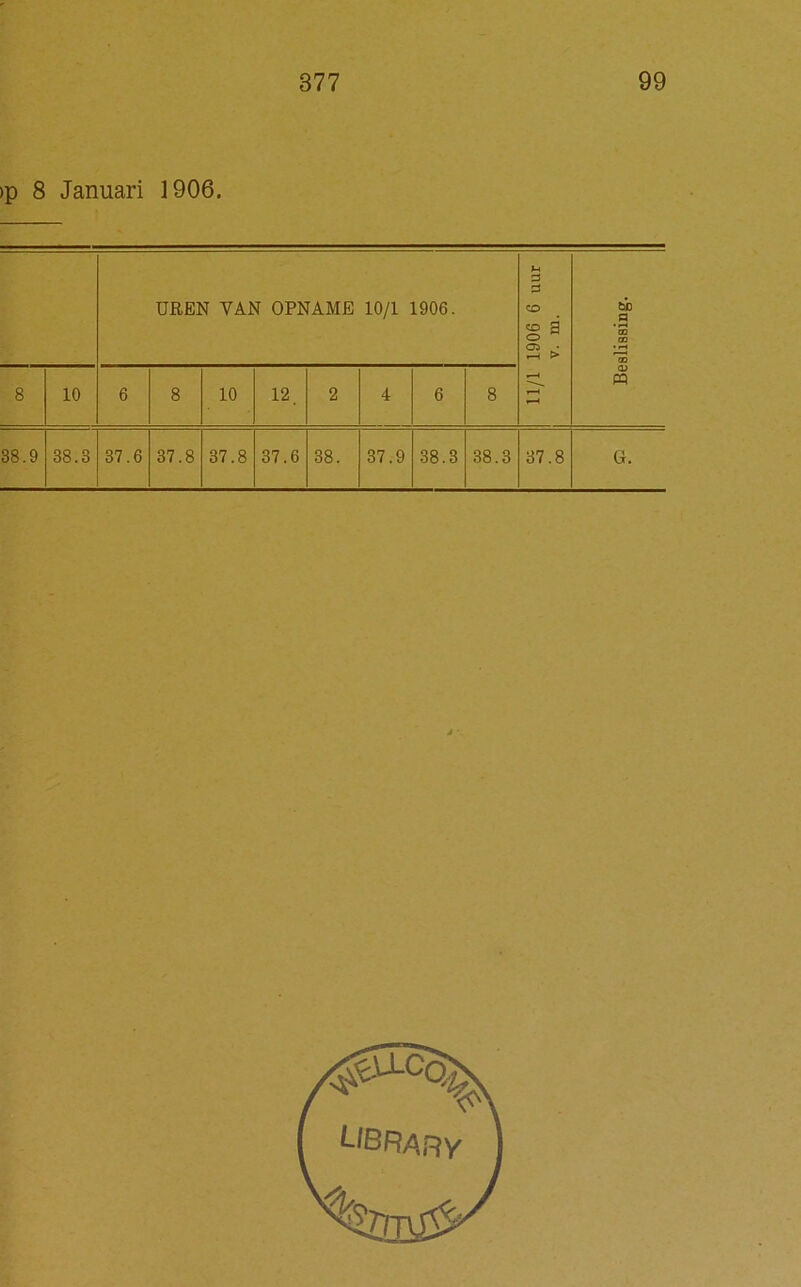 377 99
p 8 Januari 1906.
UREN VAN OPNAME 10/1 1906.
11/1 1906 6 uur
v. m.
Beslissing.
8 10 6 8 10 12. 2 4 6 8
38.9 38.3 37.6 37.8 37.8 37.6 38. 37.9 38.3 38.3 37.8 G.
WELLCOME
LIBRARY
INSTITUTE